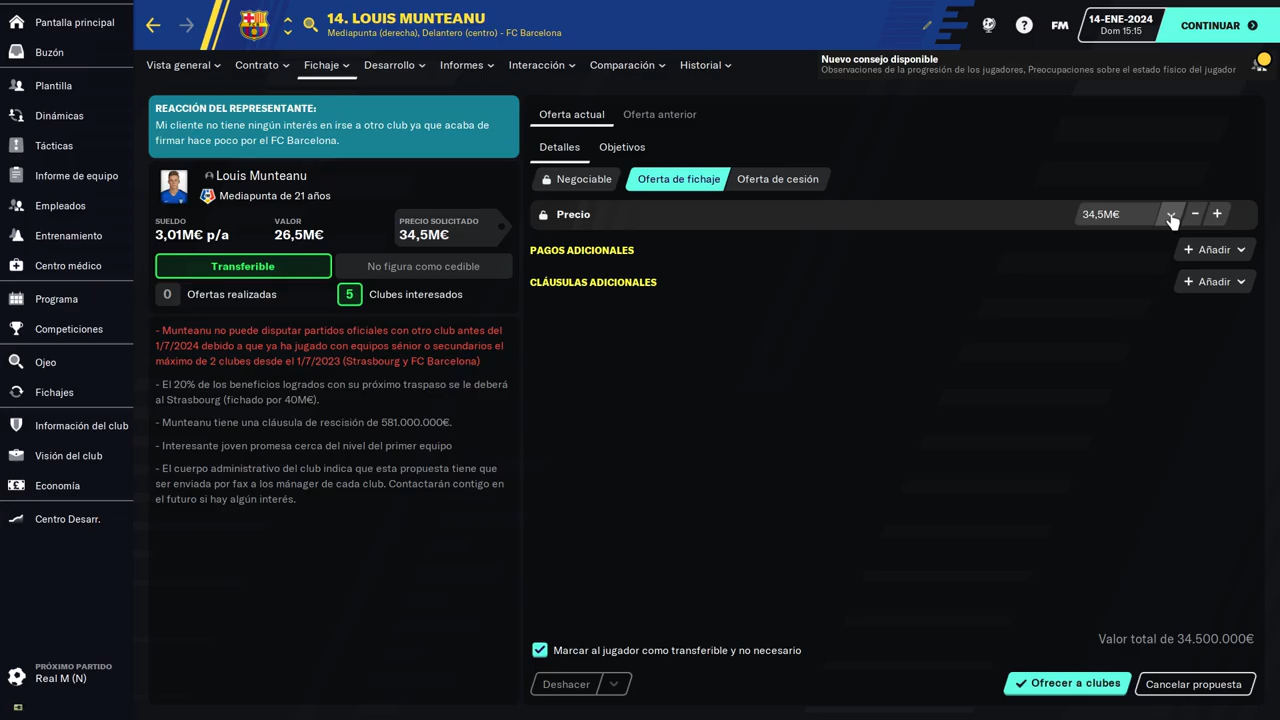 Pantalla principal
Buzón
Plantilla
Dinámicas
Tácticas
Informe de equipo
Empleados
Entrenamiento
Centro médico
Programa
Competiciones
Ojeo
Fichajes
Información del club
Visión del club
Economía
Centro Desarr.
PRÓXIMO PARTIDO
Real M (N)
14. LOUIS MUNTEANU
Mediapunta (derecha), Delantero (centro) - FC Barcelona
FM
14-ENE-2024
Dom 15:15
CONTINUAR
Vista general
Contrato
Fichaje
Desarrollo
Informes
Interacción
Comparación
Historial
Nuevo consejo disponible
Observaciones de la progresión de los jugadores, Preocupaciones sobre el estado físico del jugador
REACCIÓN DEL REPRESENTANTE:
Mi cliente no tiene ningún interés en irse a otro club ya que acaba de
firmar hace poco por el FC Barcelona.
Louis Munteanu
Mediapunta de 21 años
SUELDO
3,01M€ p/a
VALOR
26,5M€
PRECIO SOLICITADO
34,5M€
Transferible
No figura como cedible
0 Ofertas realizadas
5 Clubes interesados
- Munteanu no puede disputar partidos oficiales con otro club antes del
1/7/2024 debido a que ya ha jugado con equipos sénior o secundarios el
máximo de 2 clubes desde el 1/7/2023 (Strasbourg y FC Barcelona)
- El 20% de los beneficios logrados con su próximo traspaso se le deberá
al Strasbourg (fichado por 40M€).
- Munteanu tiene una cláusula de rescisión de 581.000.000€.
- Interesante joven promesa cerca del nivel del primer equipo
- El cuerpo administrativo del club indica que esta propuesta tiene que
ser enviada por fax a los mánager de cada club. Contactarán contigo en
el futuro si hay algún interés.
Oferta actual
Oferta anterior
Detalles
Objetivos
Negociable
Oferta de fichaje
Oferta de cesión
Precio
34,5M€
PAGOS ADICIONALES
+ Añadir
CLÁUSULAS ADICIONALES
+ Añadir
Valor total de 34.500.000€
Marcar al jugador como transferible y no necesario
Deshacer
Ofrecer a clubes
Cancelar propuesta